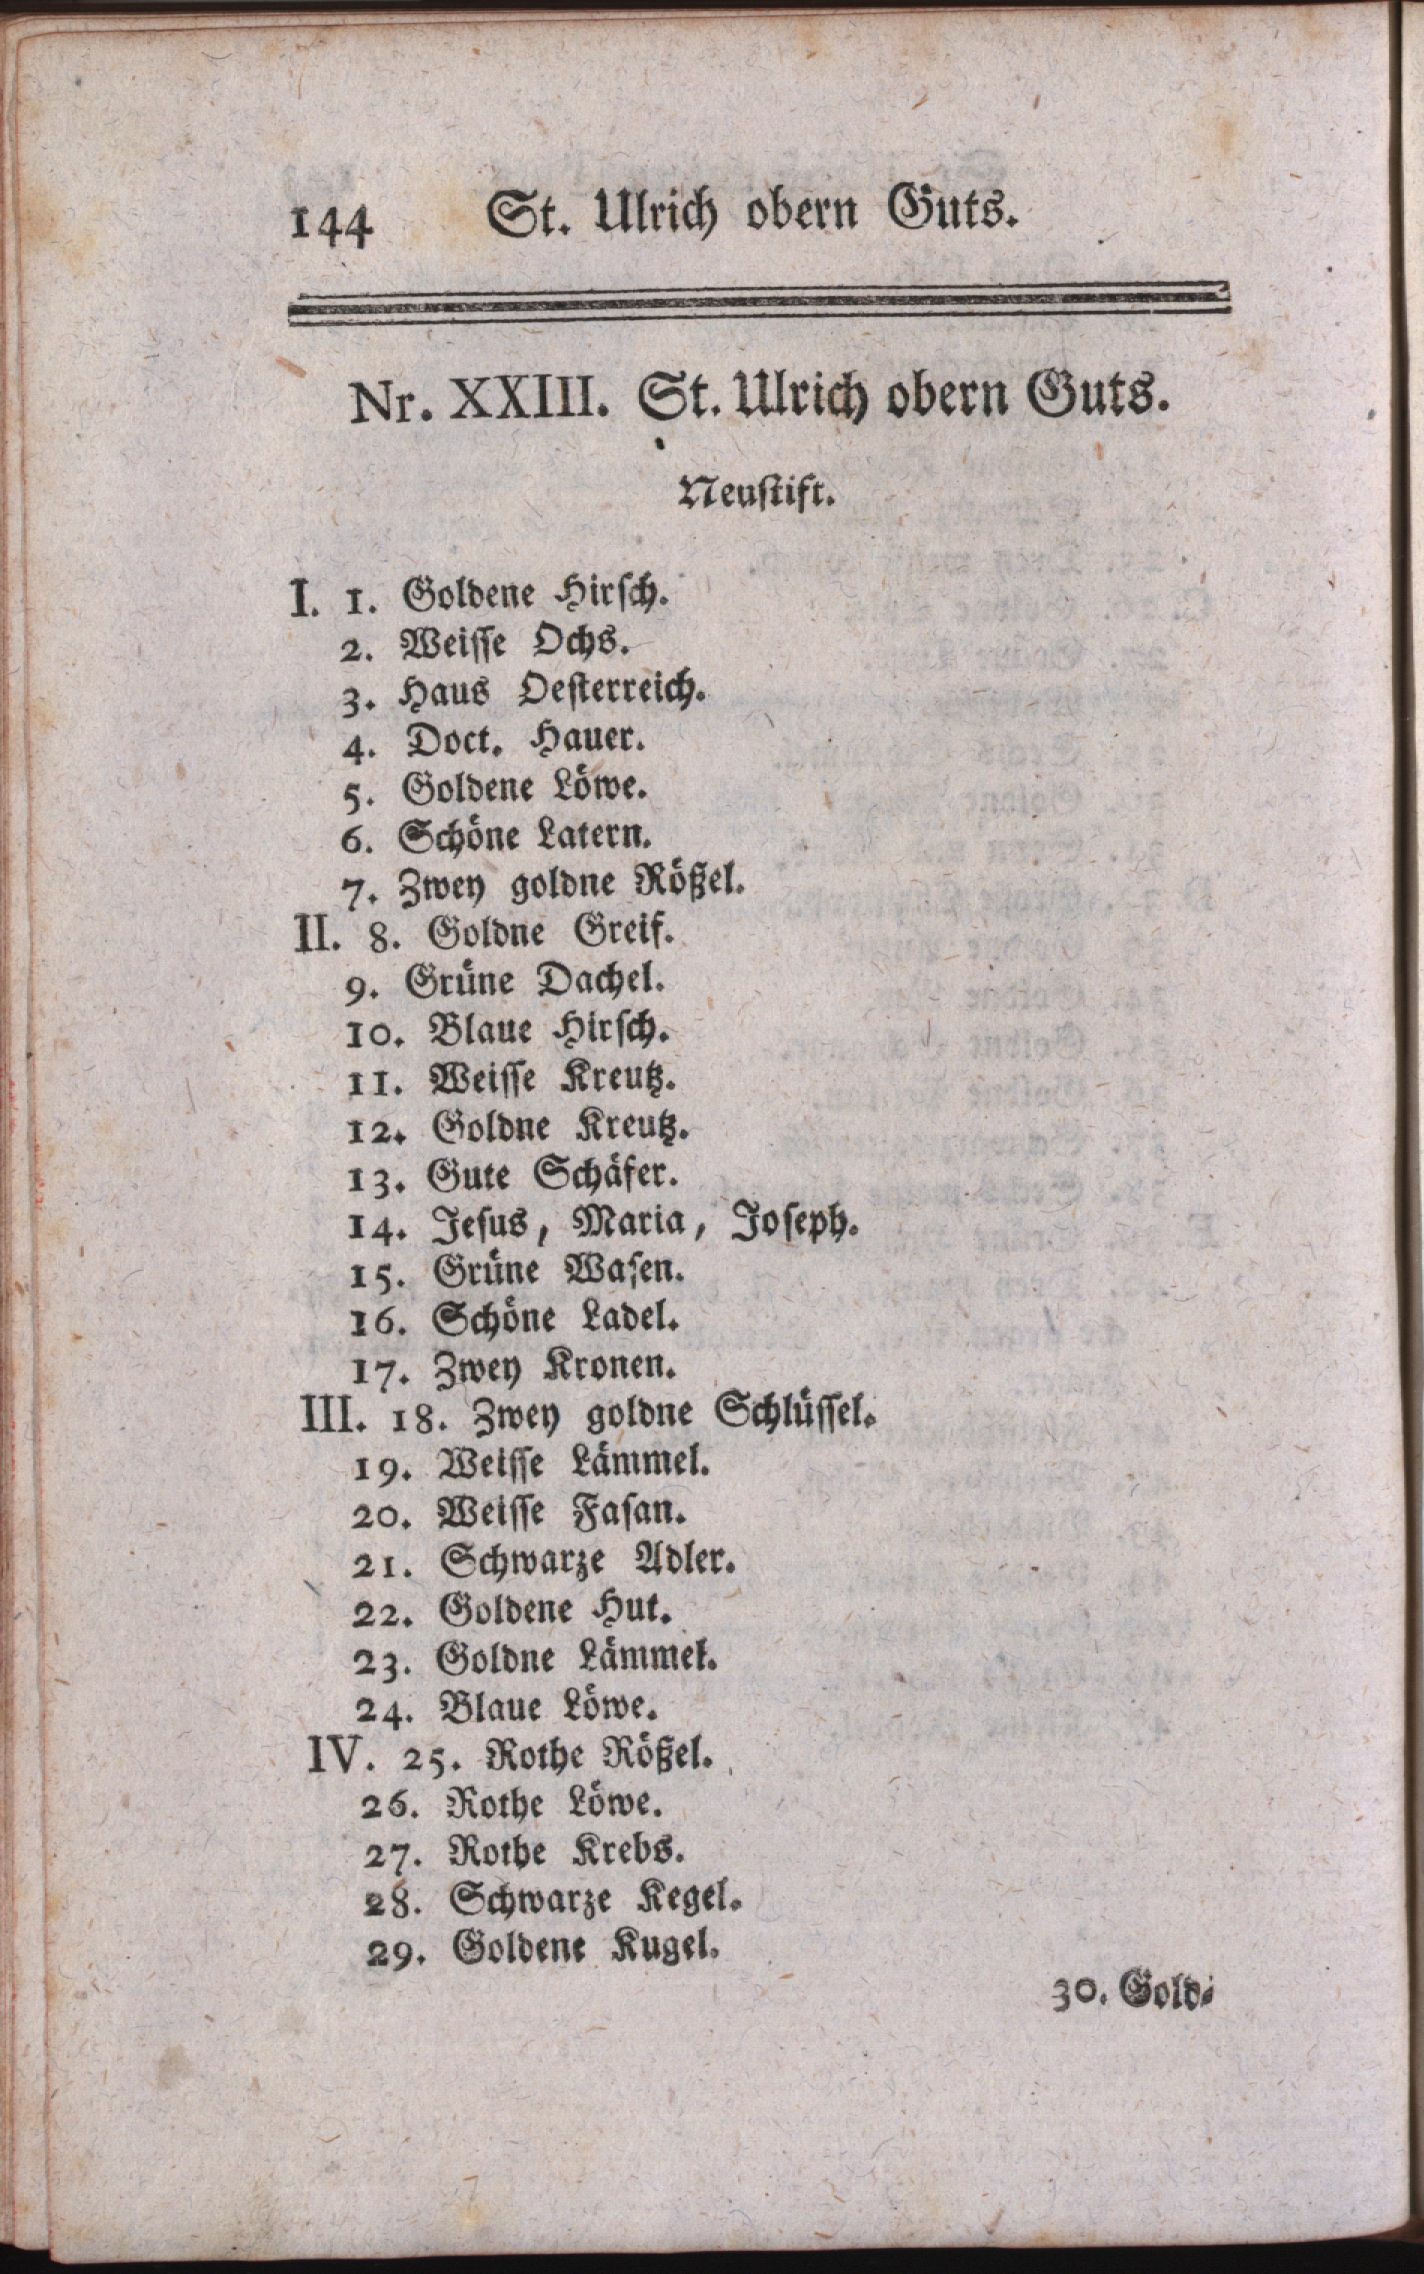 144 St. Ulrich obern Guts.
Nr. XXIII. St. Ulrich obern Guts.
Neustift.
I. 1. Goldene Hirsch.
2. Weisse Ochs.
3. Haus Oesterreich.
4. Doct. Hauer.
5. Goldene Löwe.
6. Schöne Latern.
7. Zwey goldne Rößel.
II. 8. Goldne Greif.
9. Grüne Dachel.
10. Blaue Hirsch.
11. Weisse Kreutz.
12. Goldne Kreutz.
13. Gute Schäfer.
14. Jesus, Maria, Joseph.
15. Grüne Wasen.
16. Schöne Ladel.
17. Zwey Kronen.
III. 18. Zwey goldne Schlüssel.
19. Weisse Lämmel.
20. Weisse Fasan.
21. Schwarze Adler.
22. Goldene Hut.
23. Goldne Lämmel.
24. Blaue Löwe.
IV. 25. Rothe Rößel.
26. Rothe Löwe.
27. Rothe Krebs.
28. Schwarze Kegel.
29. Goldene Kugel.
30. Gold-